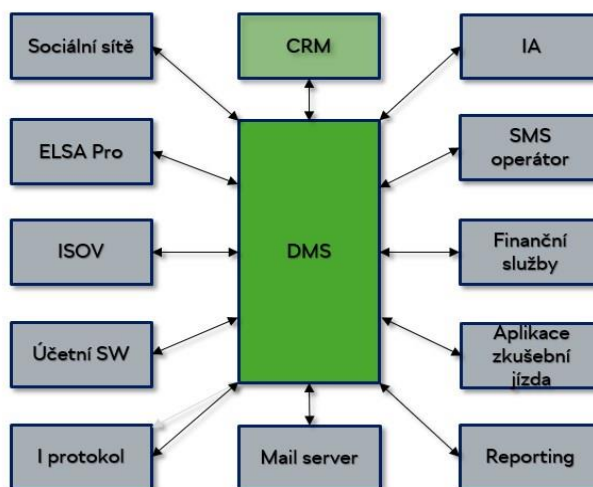 Sociální sítě
CRM
IA
ELSA Pro
SMS
operátor
ISOV
DMS
Finanční
služby
Účetní SW
Aplikace
zkušební
jízda
I protokol
Mail server
Reporting